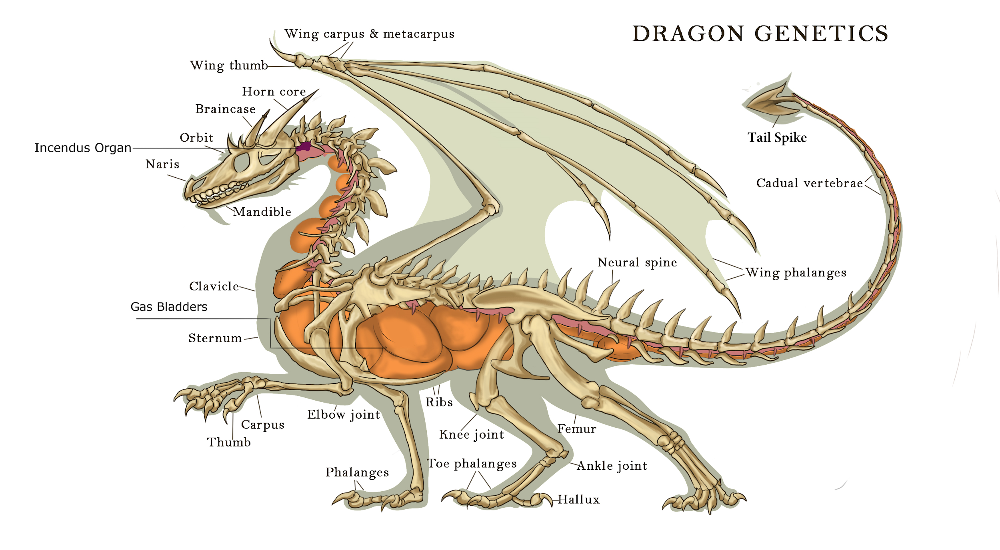 DRAGON GENETICS
Wing carpus & metacarpus
Wing thumb
Horn core
Braincase
Orbit
Incendus Organ
Naris
Mandible
Tail Spike
Cadual vertebrae
Neural spine
Wing phalanges
Clavicle
Gas Bladders
Sternum
Ribs
Elbow joint
Carpus
Thumb
Knee joint
Femur
Phalanges
Toe phalanges
Ankle joint
Hallux